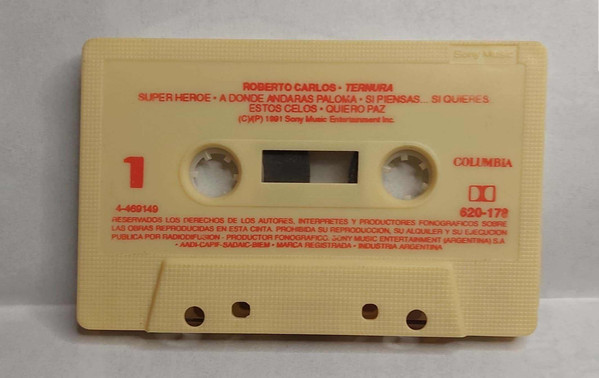 Sony Music
ROBERTO CARLOS • TERNURA
SUPER HEROE • A DONDE ANDARAS PALOMA • SI PIENSAS... SI QUIERES
ESTOS CELOS • QUIERO PAZ
(C)/(P) 1991 Sony Music Entertainment Inc.
1
COLUMBIA
4-469149
620-178
RESERVADOS LOS DERECHOS DE LOS AUTORES, INTERPRETES Y PRODUCTORES FONOGRAFICOS SOBRE
LAS OBRAS REPRODUCIDAS EN ESTA CINTA. PROHIBIDA SU REPRODUCCION, SU ALQUILER Y SU EJECUCION
PUBLICA POR RADIODIFUSION - PRODUCTOR FONOGRAFICO: SONY MUSIC ENTERTAINMENT (ARGENTINA) S.A
• AADI-CAPIF-SADAIC-BIEM • MARCA REGISTRADA • INDUSTRIA ARGENTINA